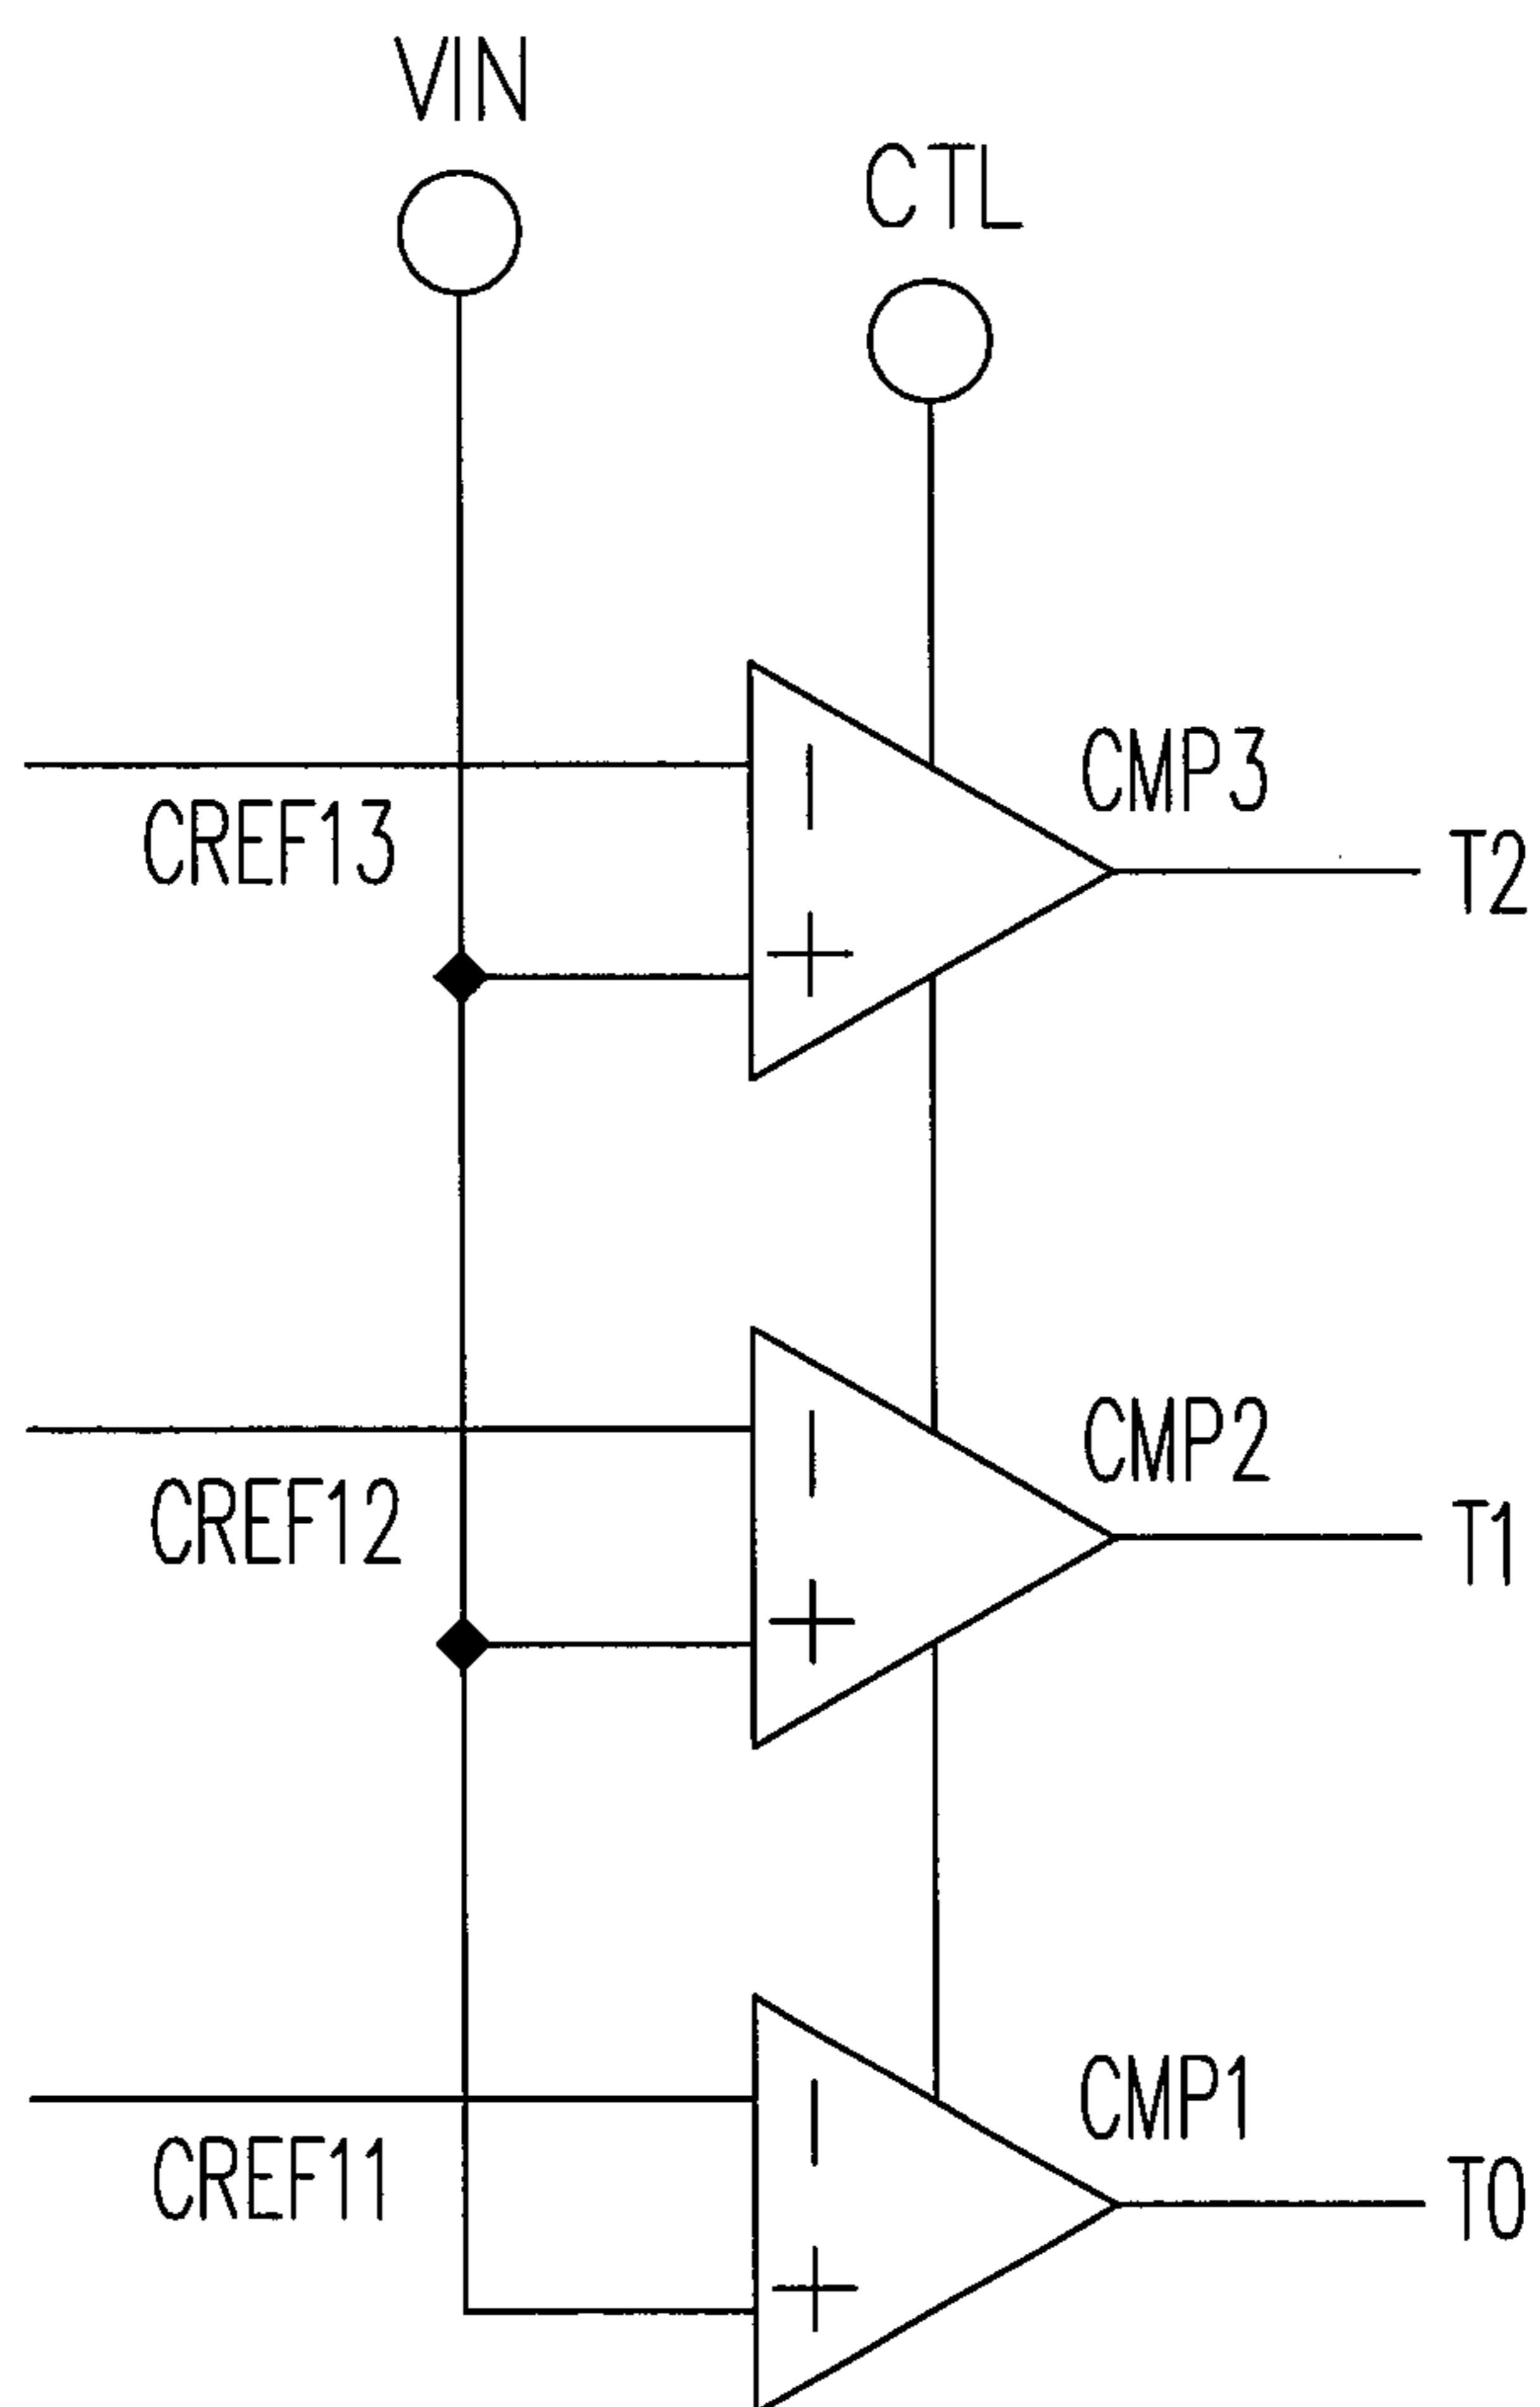 VIN
CTL
CMP3
CREF13
T2
CMP2
CREF12
T1
CMP1
CREF11
T0